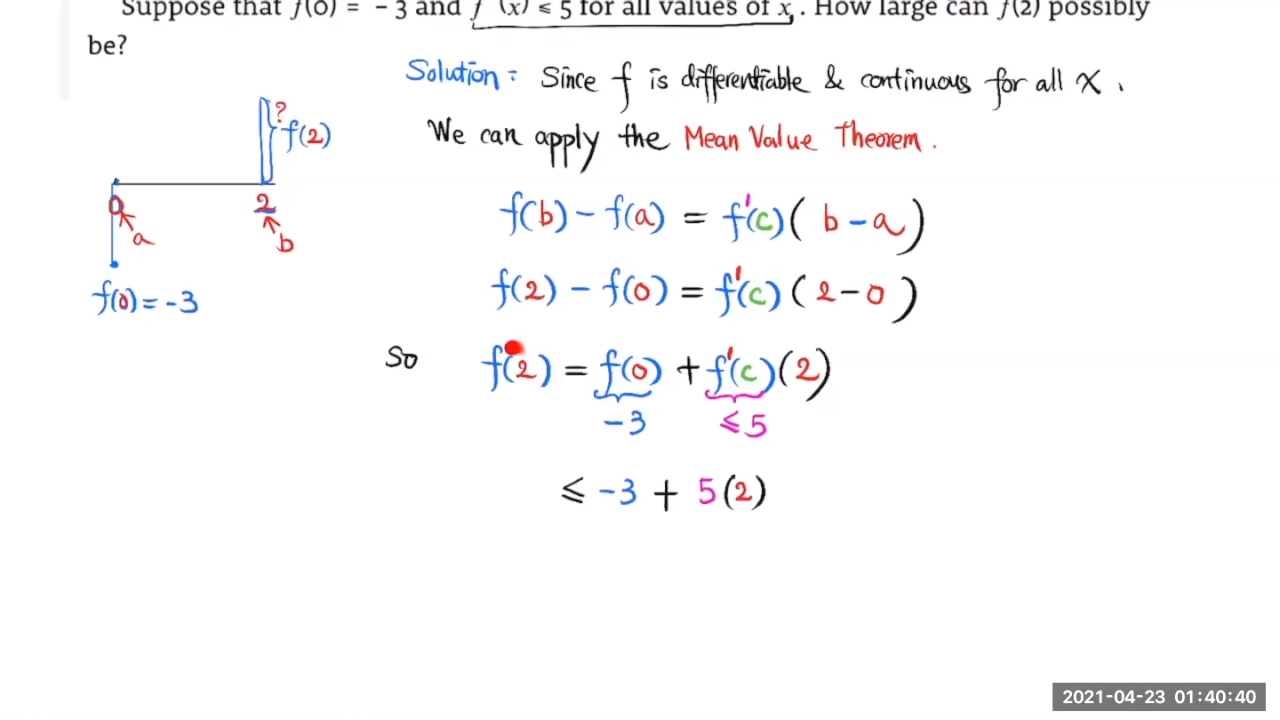 Suppose that f(0) = -3 and f'(x) ⩽ 5 for all values of x. How large can f(2) possibly
be?
Solution: Since f is differentiable & continuous for all x.
We can apply the Mean Value Theorem.
? f(2)
0 2
a b
f(0) = -3
f(b) - f(a) = f'(c)(b-a)
f(2) - f(0) = f'(c)(2-0)
So f(2) = f(0) + f'(c)(2)
-3 ⩽ 5
⩽ -3 + 5(2)
2021-04-23 01:40:40